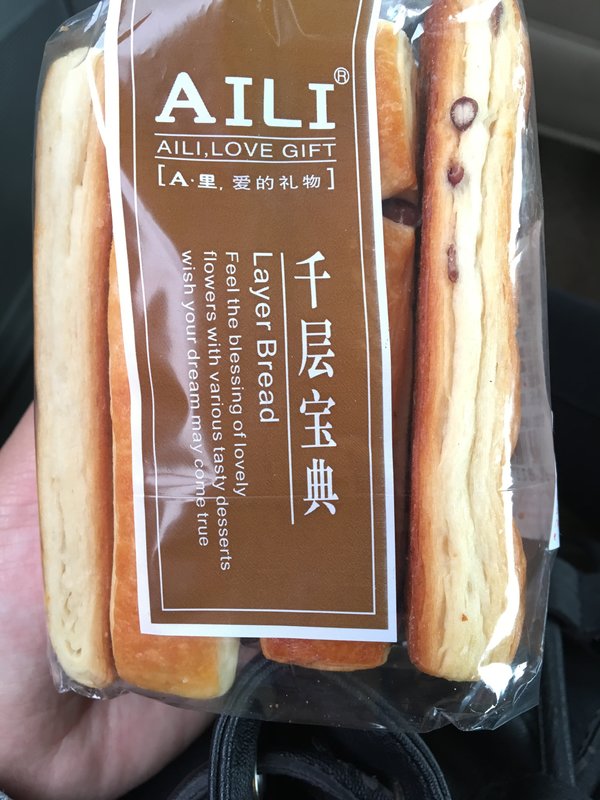 AILI®
AILI,LOVE GIFT
[A·里, 爱的礼物]
千层宝典
Layer Bread
Feel the blessing of lovely
flowers with various tasty desserts
wish your dream may come true